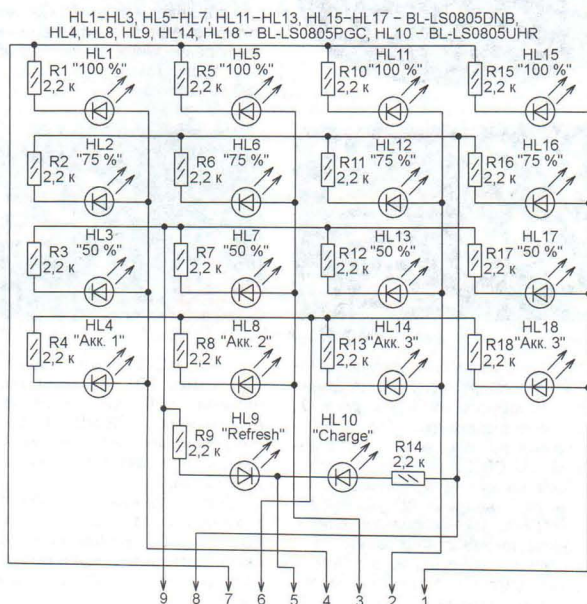 HL1–HL3, HL5–HL7, HL11–HL13, HL15–HL17 – BL-LS0805DNB,
HL4, HL8, HL9, HL14, HL18 – BL-LS0805PGC, HL10 – BL-LS0805UHR
HL1 HL5 HL11 HL15
R1 "100 %" R5 "100 %" R10 "100 %" R15 "100 %"
2,2 к 2,2 к 2,2 к 2,2 к
HL2 HL6 HL12 HL16
R2 "75 %" R6 "75 %" R11 "75 %" R16 "75 %"
2,2 к 2,2 к 2,2 к 2,2 к
HL3 HL7 HL13 HL17
R3 "50 %" R7 "50 %" R12 "50 %" R17 "50 %"
2,2 к 2,2 к 2,2 к 2,2 к
HL4 HL8 HL14 HL18
R4 "Акк. 1" R8 "Акк. 2" R13 "Акк. 3" R18 "Акк. 3"
2,2 к 2,2 к 2,2 к 2,2 к
HL9 HL10
R9 "Refresh" "Charge" R14
2,2 к 2,2 к
9 8 7 6 5 4 3 2 1